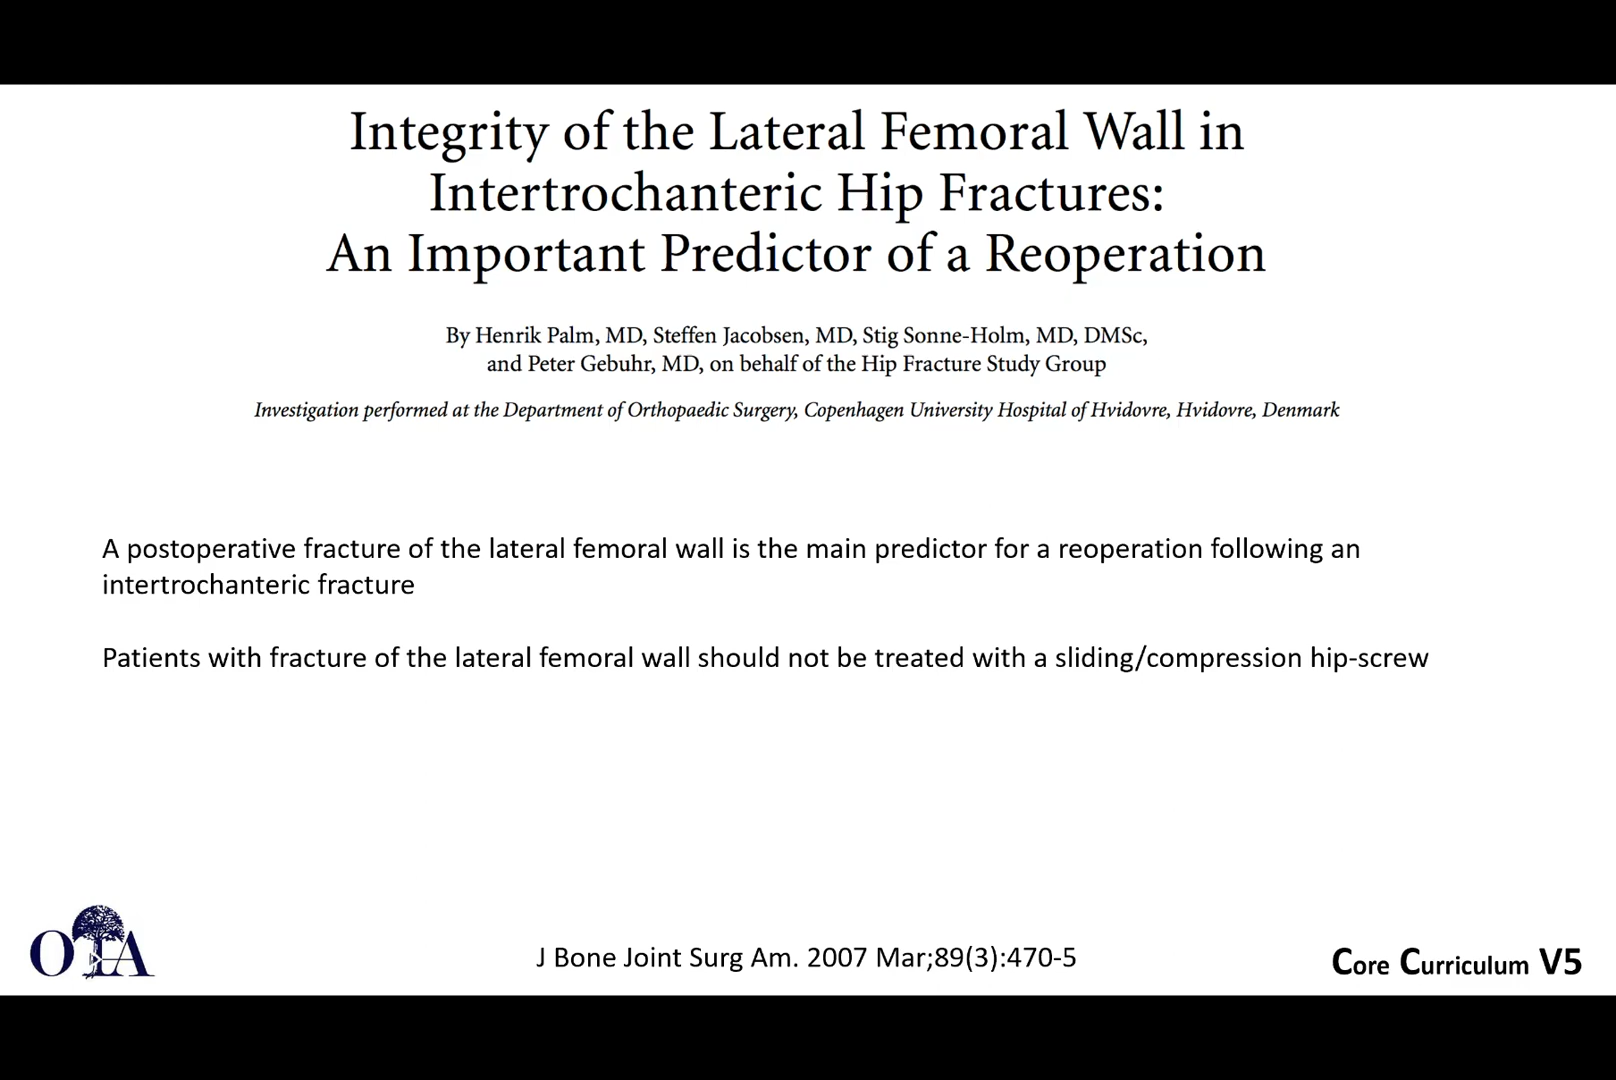 Integrity of the Lateral Femoral Wall in
Intertrochanteric Hip Fractures:
An Important Predictor of a Reoperation
By Henrik Palm, MD, Steffen Jacobsen, MD, Stig Sonne-Holm, MD, DMSc,
and Peter Gebuhr, MD, on behalf of the Hip Fracture Study Group
Investigation performed at the Department of Orthopaedic Surgery, Copenhagen University Hospital of Hvidovre, Hvidovre, Denmark
A postoperative fracture of the lateral femoral wall is the main predictor for a reoperation following an
intertrochanteric fracture
Patients with fracture of the lateral femoral wall should not be treated with a sliding/compression hip-screw
OTA
J Bone Joint Surg Am. 2007 Mar;89(3):470-5
Core Curriculum V5